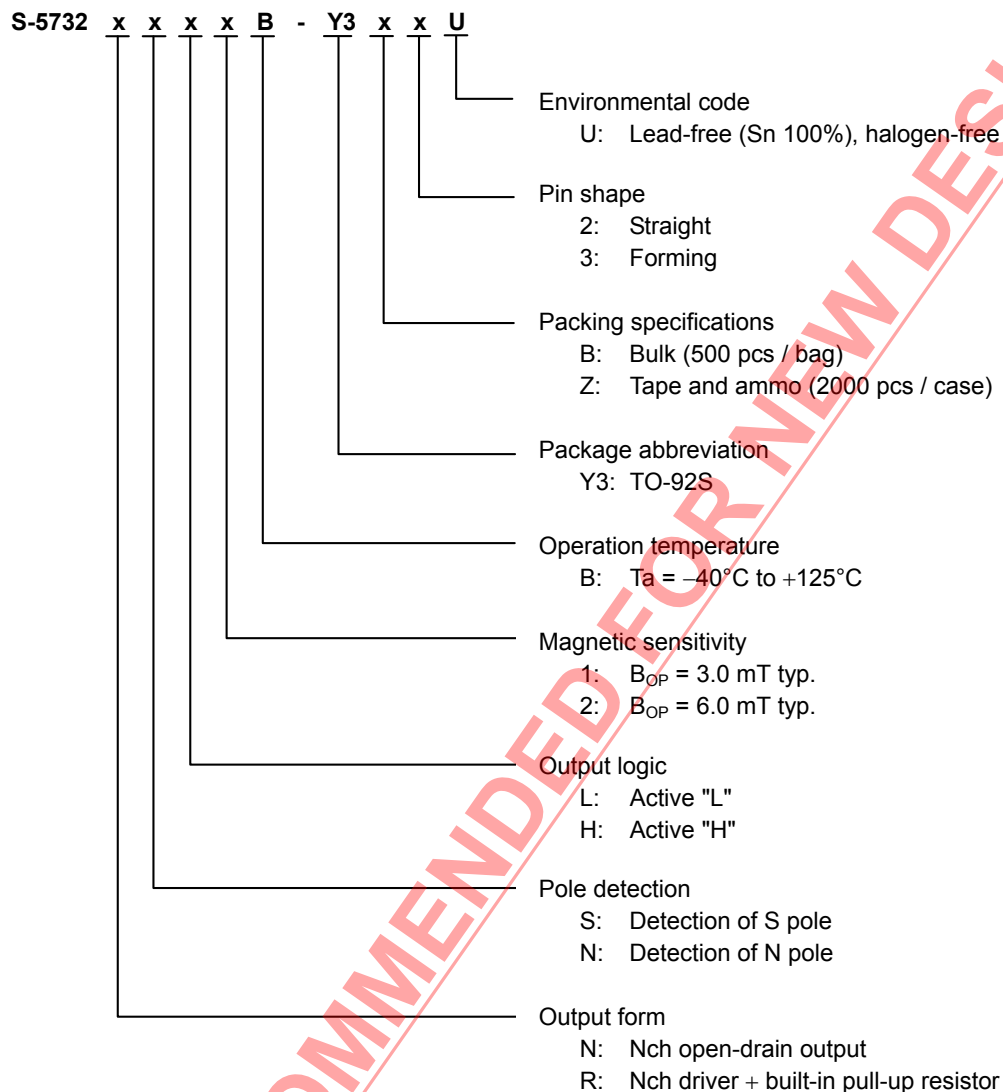 S-5732 x x x x B - Y3 x x U
Environmental code
U: Lead-free (Sn 100%), halogen-free
Pin shape
2: Straight
3: Forming
Packing specifications
B: Bulk (500 pcs / bag)
Z: Tape and ammo (2000 pcs / case)
Package abbreviation
Y3: TO-92S
Operation temperature
B: Ta = −40°C to +125°C
Magnetic sensitivity
1: BOP = 3.0 mT typ.
2: BOP = 6.0 mT typ.
Output logic
L: Active "L"
H: Active "H"
Pole detection
S: Detection of S pole
N: Detection of N pole
Output form
N: Nch open-drain output
R: Nch driver + built-in pull-up resistor
OMMENDED FOR NEW DES